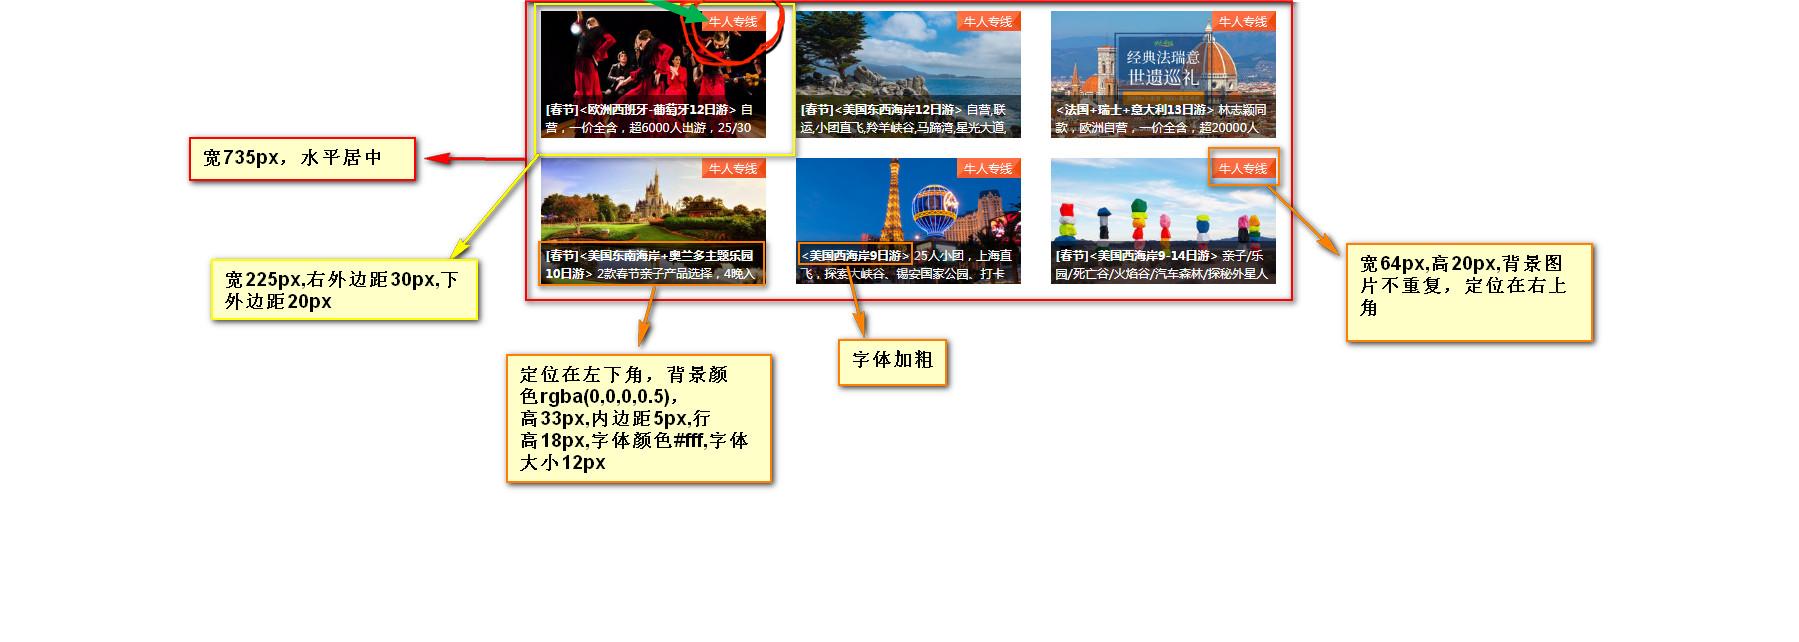 牛人专线
牛人专线
牛人专线
经典法瑞意
世遗巡礼
[春节]<欧洲西班牙-葡萄牙12日游> 自
营，一价全含，超6000人出游，25/30
[春节]<美国东西海岸12日游> 自营,联
运,小团直飞,羚羊峡谷,马蹄湾,星光大道,
<法国+瑞士+意大利13日游> 林志颖同
款，欧洲自营，一价全含，超20000人
宽735px，水平居中
牛人专线
牛人专线
牛人专线
[春节]<美国东南海岸+奥兰多主题乐园
10日游> 2款春节亲子产品选择，4晚入
<美国西海岸9日游> 25人小团，上海直
飞，探索大峡谷、锡安国家公园、打卡
[春节]<美国西海岸9-14日游> 亲子/乐
园/死亡谷/火焰谷/汽车森林/探秘外星人
宽225px,右外边距30px,下
外边距20px
宽64px,高20px,背景图
片不重复，定位在右上
角
字体加粗
定位在左下角，背景颜
色rgba(0,0,0,0.5)，
高33px,内边距5px,行
高18px,字体颜色#fff,字体
大小12px